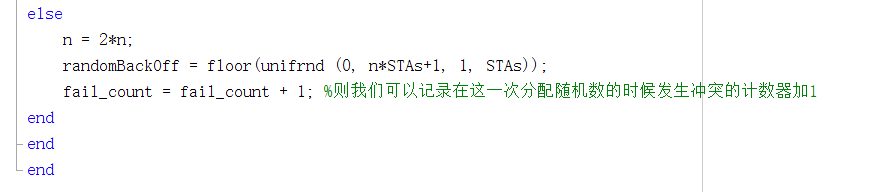 else
n = 2*n;
randomBackOff = floor(unifrnd (0, n*STAs+1, 1, STAs));
fail_count = fail_count + 1; %则我们可以记录在这一次分配随机数的时候发生冲突的计数器加1
end
end
end